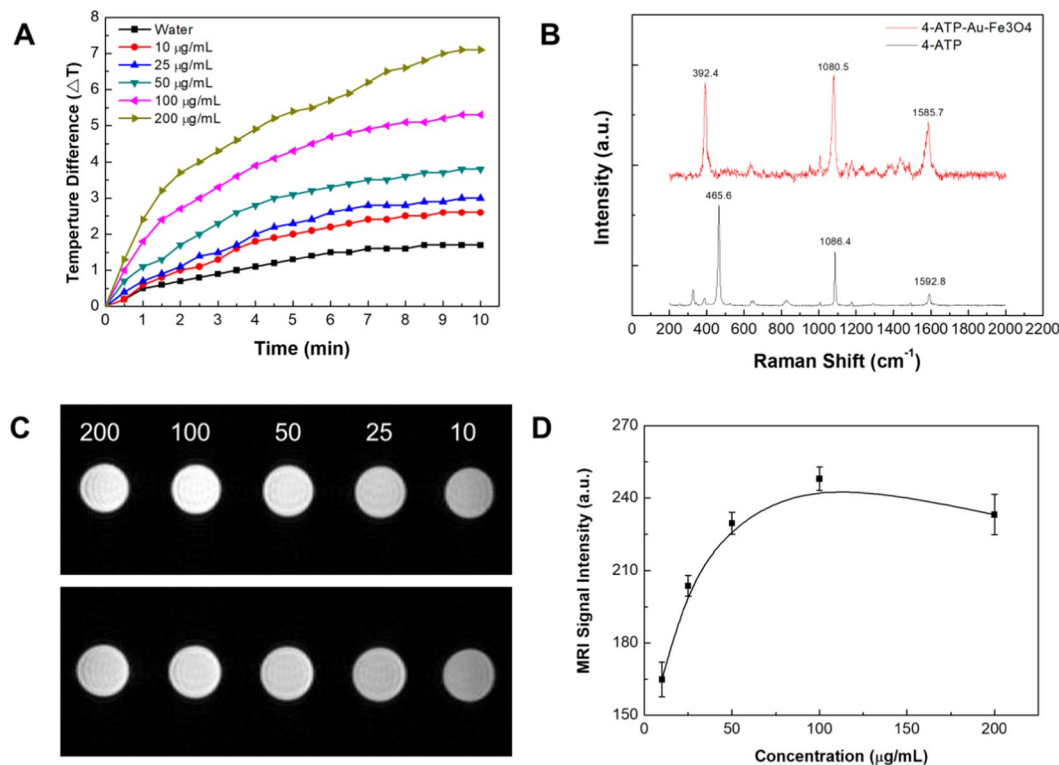 A
Temperture Difference (△T)
8
7
6
5
4
3
2
1
0
Water
10 μg/mL
25 μg/mL
50 μg/mL
100 μg/mL
200 μg/mL
0 1 2 3 4 5 6 7 8 9 10
Time (min)
B
Intensity (a.u.)
4-ATP-Au-Fe3O4
4-ATP
392.4
1080.5
1585.7
465.6
1086.4
1592.8
0 200 400 600 800 1000 1200 1400 1600 1800 2000 2200
Raman Shift (cm⁻¹)
C
200 100 50 25 10
D
MRI Signal Intensity (a.u.)
270
240
210
180
150
0 50 100 150 200
Concentration (μg/mL)